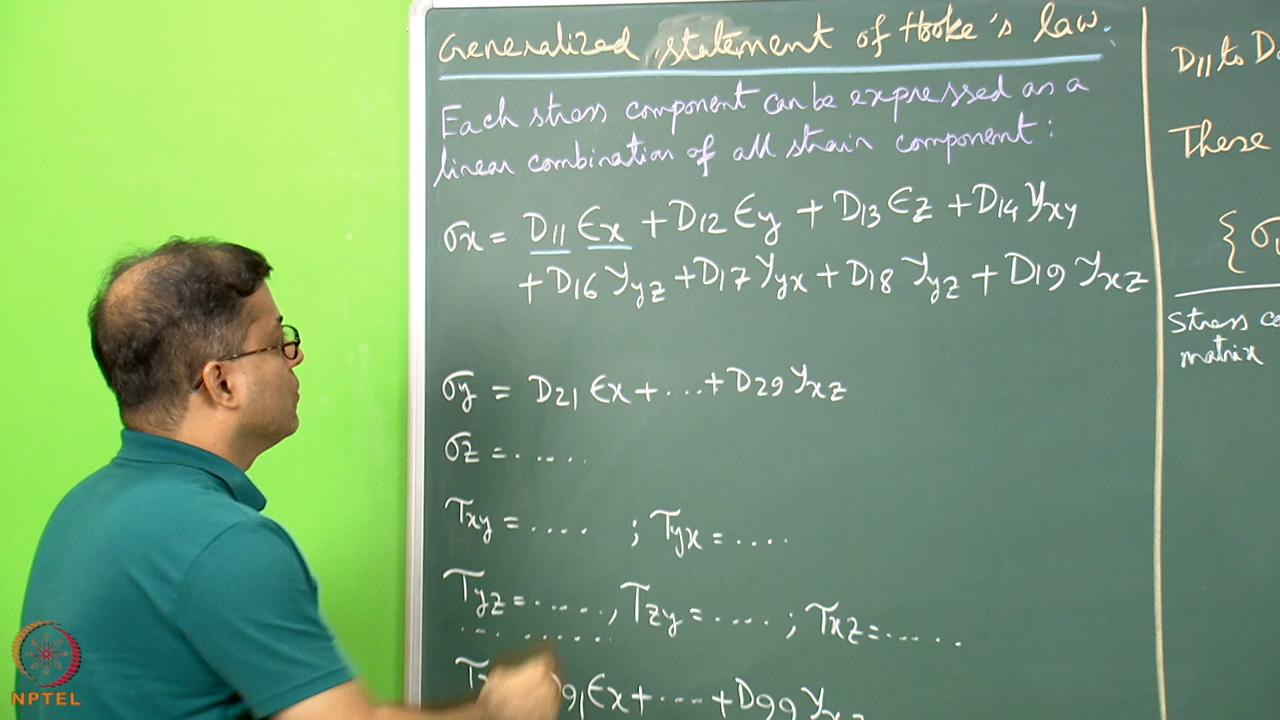 Generalized statement of Hooke's law.
Each stress component can be expressed as a
linear combination of all strain component:
σx = D11 εx + D12 εy + D13 εz + D14 γxy
+ D16 γyz + D17 γyx + D18 γyz + D19 γxz
σy = D21 εx + ... + D29 γxz
σz = .....
τxy = .... ; τyx = ....
τyz = ....., τzy = ..... ; τxz = .....
... ......
91 εx + ... + D99 γxz
D11 to D
These
{σ
Stress
matrix
NPTEL